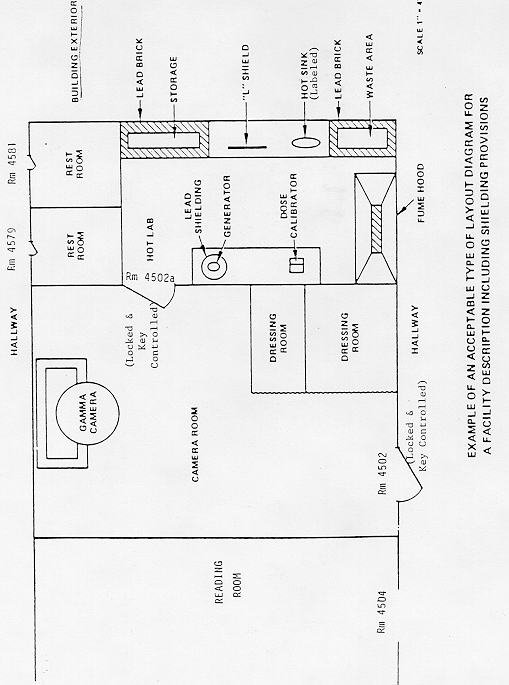 BUILDING EXTERIOR
SCALE 1" = 4'
LEAD BRICK
STORAGE
"L" SHIELD
HOT SINK
(Labeled)
LEAD BRICK
WASTE AREA
Rm 4581
REST
ROOM
Rm 4579
REST
ROOM
HOT LAB
LEAD
SHIELDING
GENERATOR
DOSE
CALIBRATOR
FUME HOOD
Rm 4502a
(Locked &
Key
Controlled)
HALLWAY
DRESSING
ROOM
DRESSING
ROOM
HALLWAY
GAMMA
CAMERA
CAMERA ROOM
Rm 4502
(Locked &
Key Controlled)
READING
ROOM
Rm 4504
EXAMPLE OF AN ACCEPTABLE TYPE OF LAYOUT DIAGRAM FOR
A FACILITY DESCRIPTION INCLUDING SHIELDING PROVISIONS